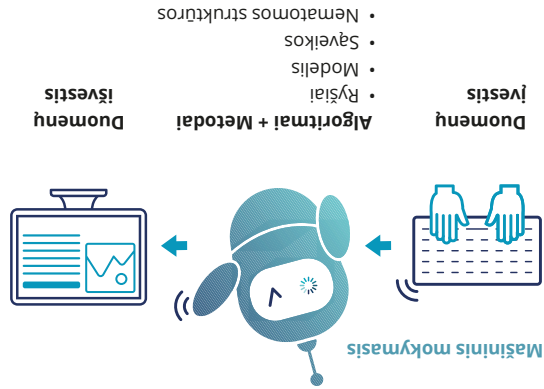 Mašininis mokymasis
Duomenų
įvestis
Algoritmai + Metodai
• Ryšiai
• Modelis
• Sąveikos
• Nematomos struktūros
Duomenų
išvestis